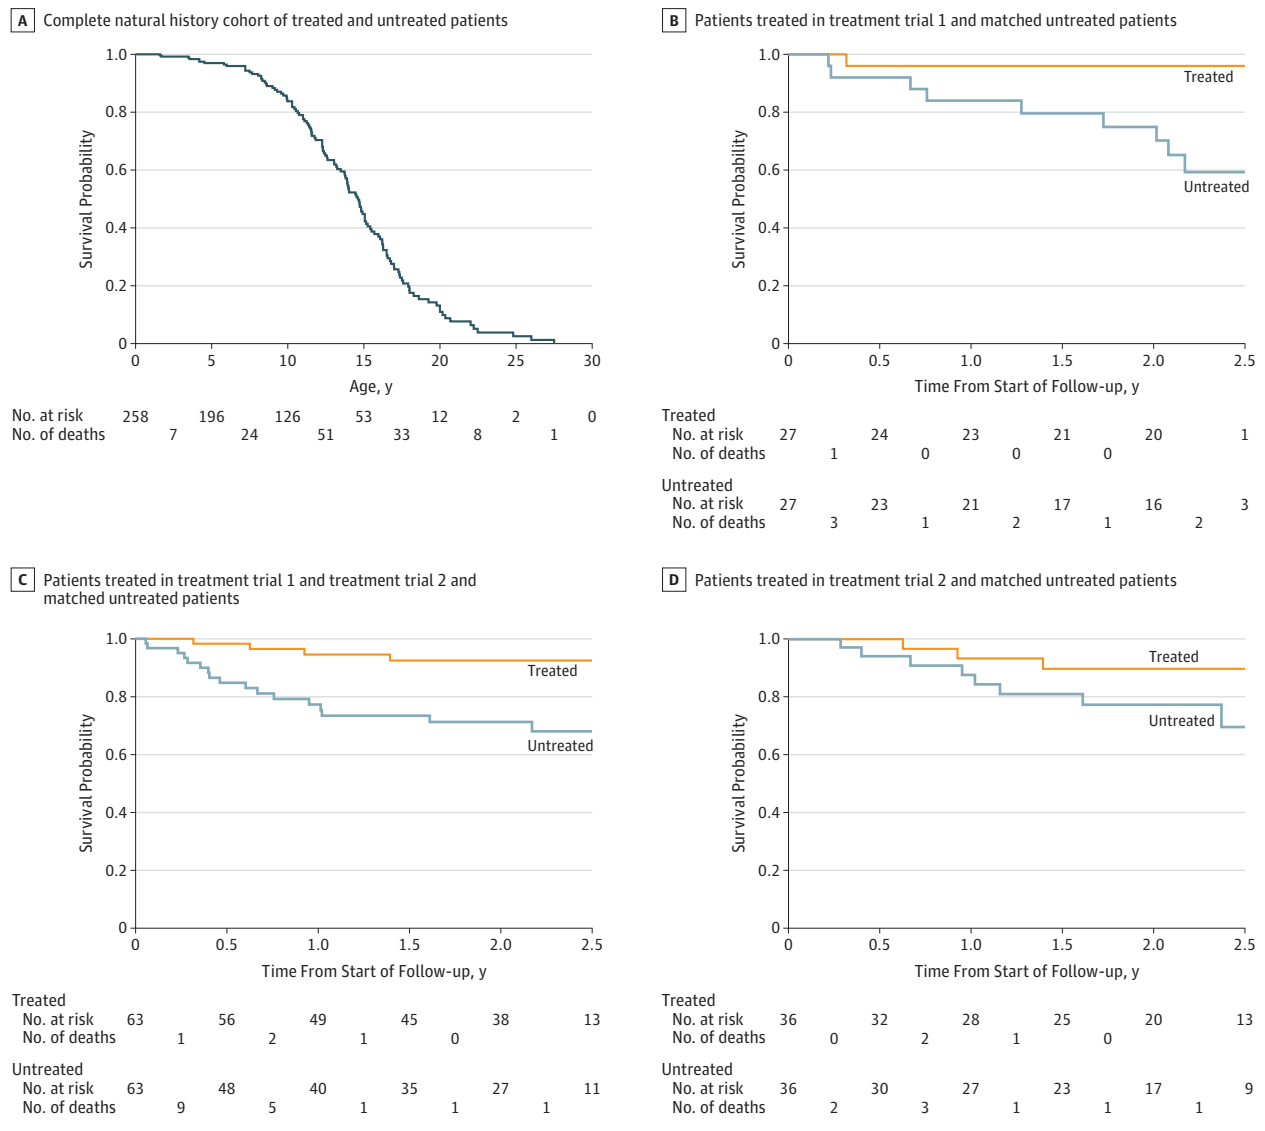 A Complete natural history cohort of treated and untreated patients
1.0
0.8
0.6
0.4
0.2
0
Survival Probability
0 5 10 15 20 25 30
Age, y
No. at risk 258 196 126 53 12 2 0
No. of deaths 7 24 51 33 8 1
B Patients treated in treatment trial 1 and matched untreated patients
1.0
0.8
0.6
0.4
0.2
0
Survival Probability
Treated
Untreated
0 0.5 1.0 1.5 2.0 2.5
Time From Start of Follow-up, y
Treated
No. at risk 27 24 23 21 20 1
No. of deaths 1 0 0 0
Untreated
No. at risk 27 23 21 17 16 3
No. of deaths 3 1 2 1 2
C Patients treated in treatment trial 1 and treatment trial 2 and
matched untreated patients
1.0
0.8
0.6
0.4
0.2
0
Survival Probability
Treated
Untreated
0 0.5 1.0 1.5 2.0 2.5
Time From Start of Follow-up, y
Treated
No. at risk 63 56 49 45 38 13
No. of deaths 1 2 1 0
Untreated
No. at risk 63 48 40 35 27 11
No. of deaths 9 5 1 1 1
D Patients treated in treatment trial 2 and matched untreated patients
1.0
0.8
0.6
0.4
0.2
0
Survival Probability
Treated
Untreated
0 0.5 1.0 1.5 2.0 2.5
Time From Start of Follow-up, y
Treated
No. at risk 36 32 28 25 20 13
No. of deaths 0 2 1 0
Untreated
No. at risk 36 30 27 23 17 9
No. of deaths 2 3 1 1 1